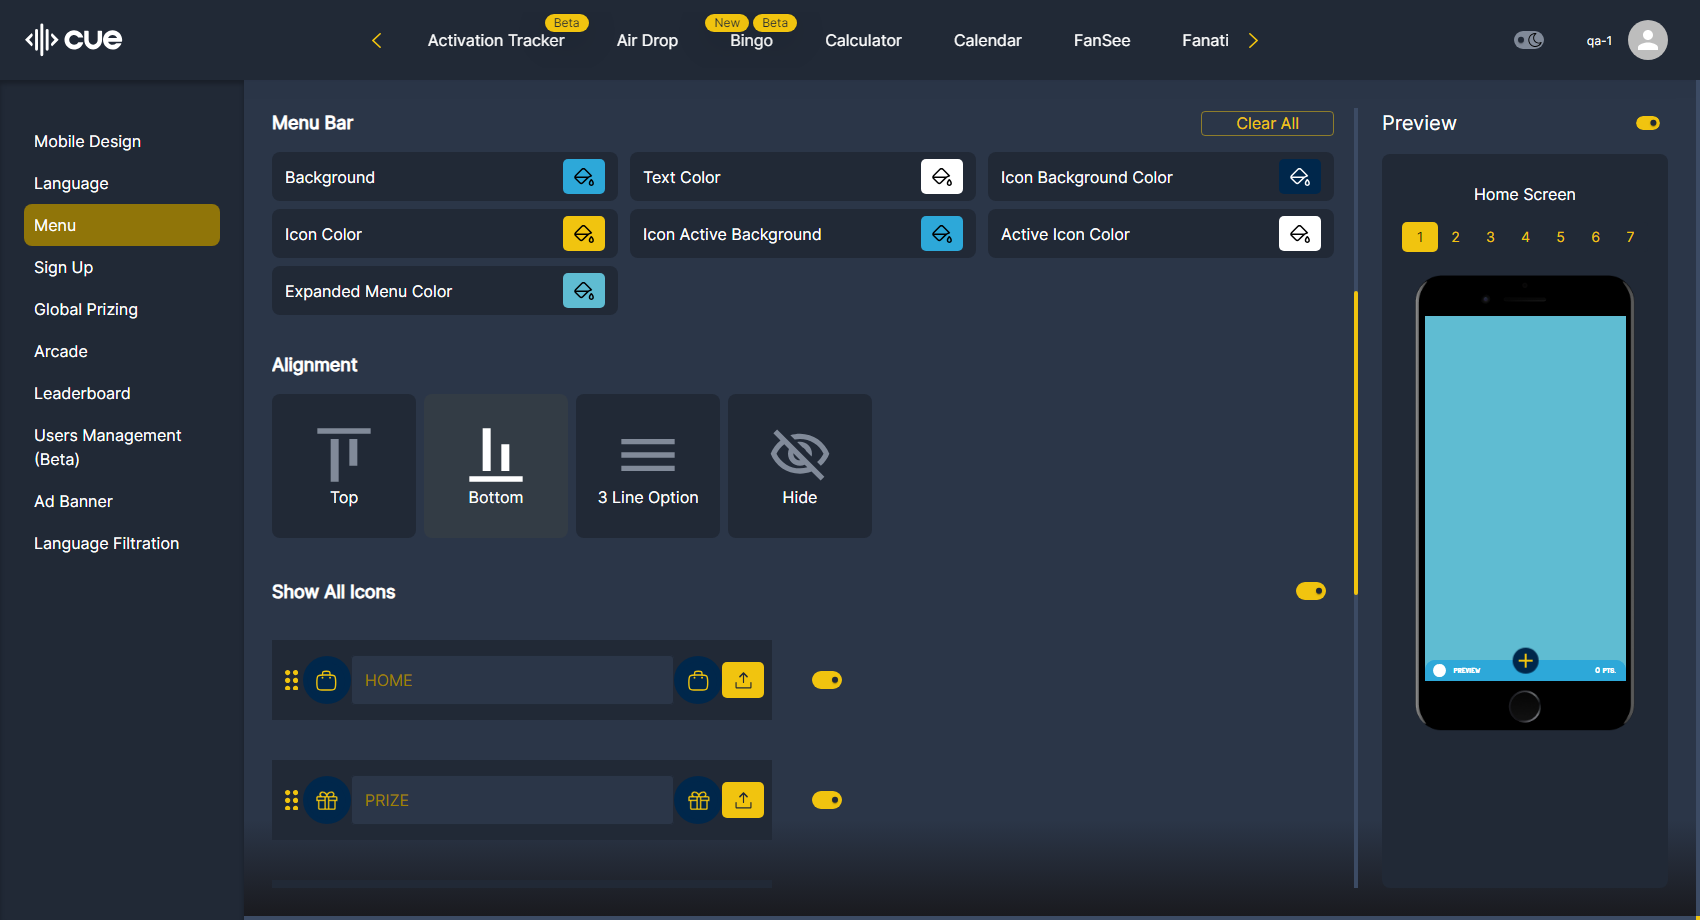 cue
Beta
New
Beta
Activation Tracker
Air Drop
Bingo
Calculator
Calendar
FanSee
Fanati
qa-1
Mobile Design
Language
Menu
Sign Up
Global Prizing
Arcade
Leaderboard
Users Management
(Beta)
Ad Banner
Language Filtration
Menu Bar
Clear All
Background
Text Color
Icon Background Color
Icon Color
Icon Active Background
Active Icon Color
Expanded Menu Color
Alignment
Top
Bottom
3 Line Option
Hide
Show All Icons
HOME
PRIZE
Preview
Home Screen
1 2 3 4 5 6 7
PREVIEW
0 PTS.